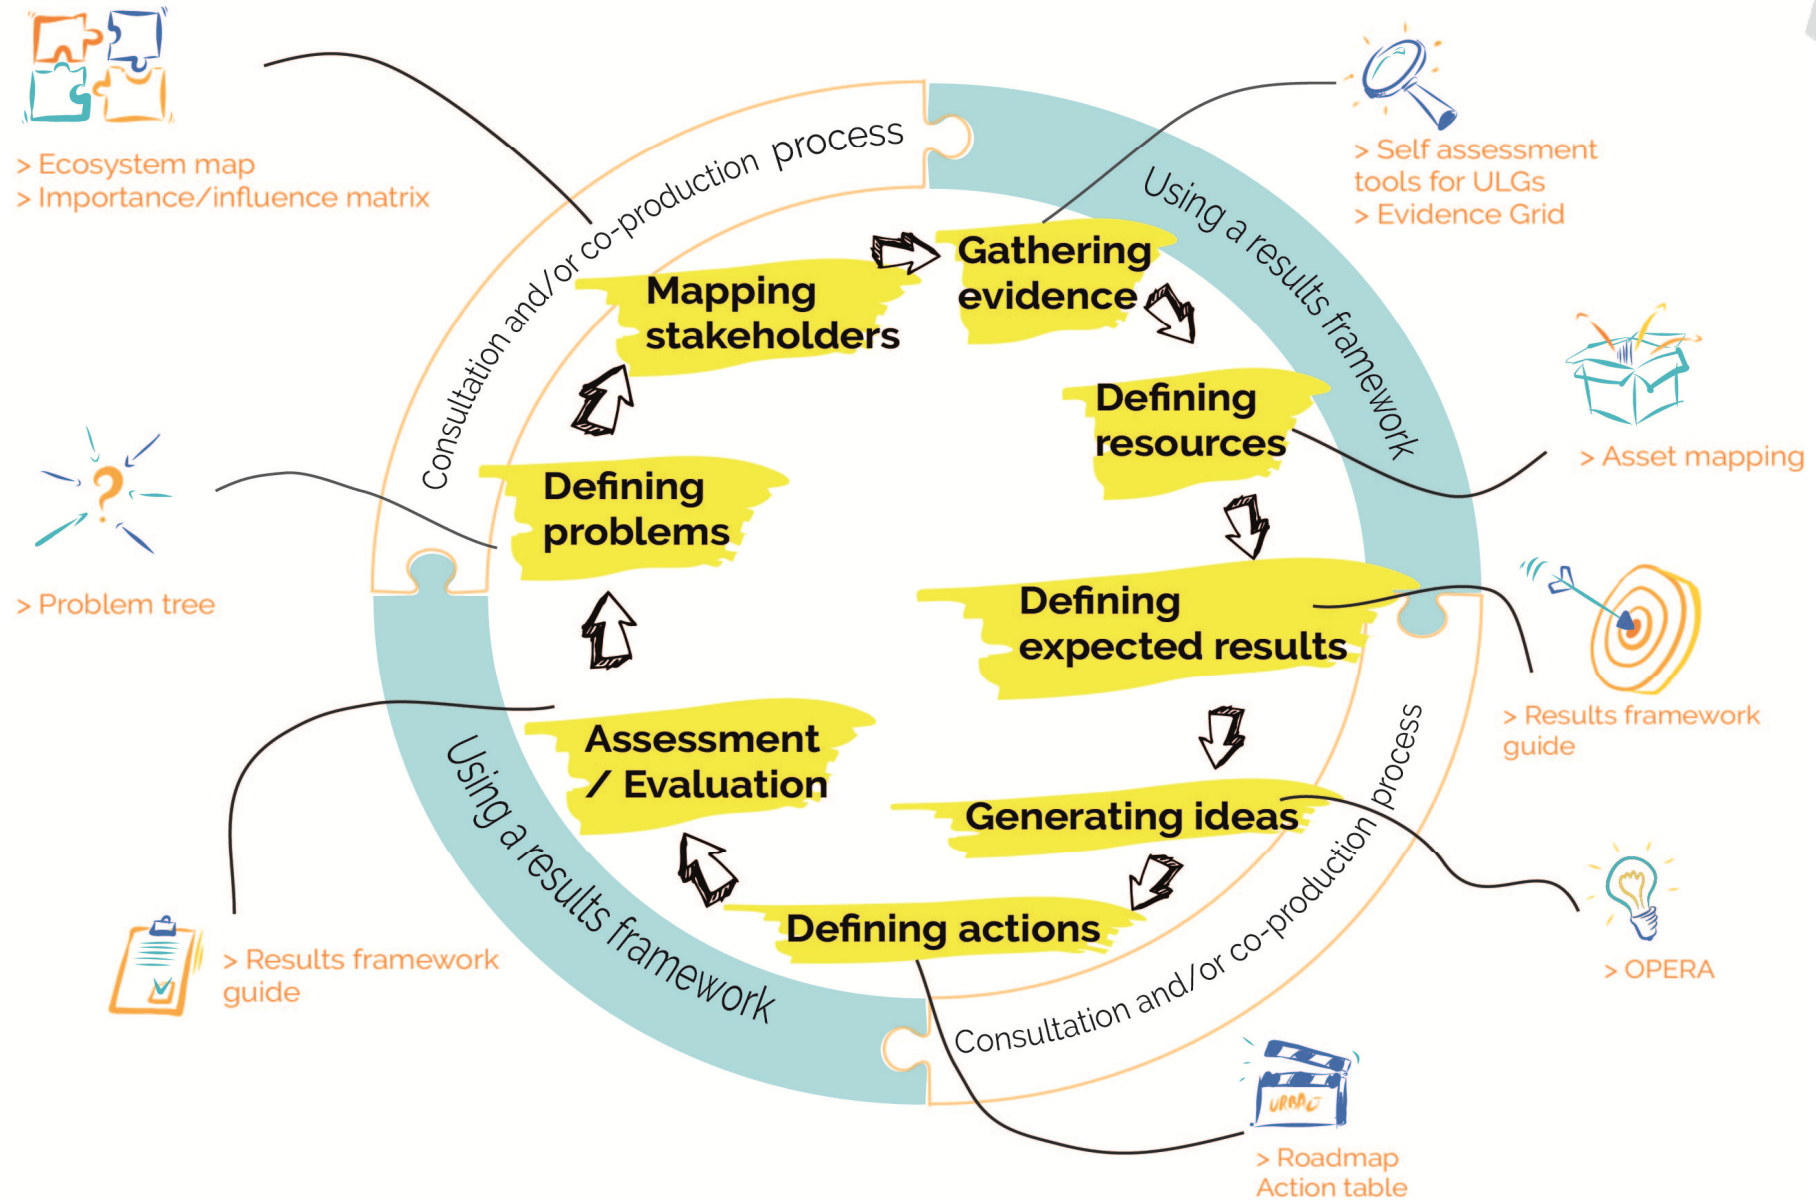 > Ecosystem map
> Importance/influence matrix
Consultation and/or co-production process
Using a results framework
> Self assessment
tools for ULGs
> Evidence Grid
Mapping
stakeholders
Gathering
evidence
Defining
resources
> Asset mapping
Defining
problems
> Problem tree
Defining
expected results
> Results framework
guide
Assessment
/ Evaluation
Generating ideas
Defining actions
> Results framework
guide
Using a results framework
Consultation and/or co-production process
> OPERA
URBACT
> Roadmap
Action table